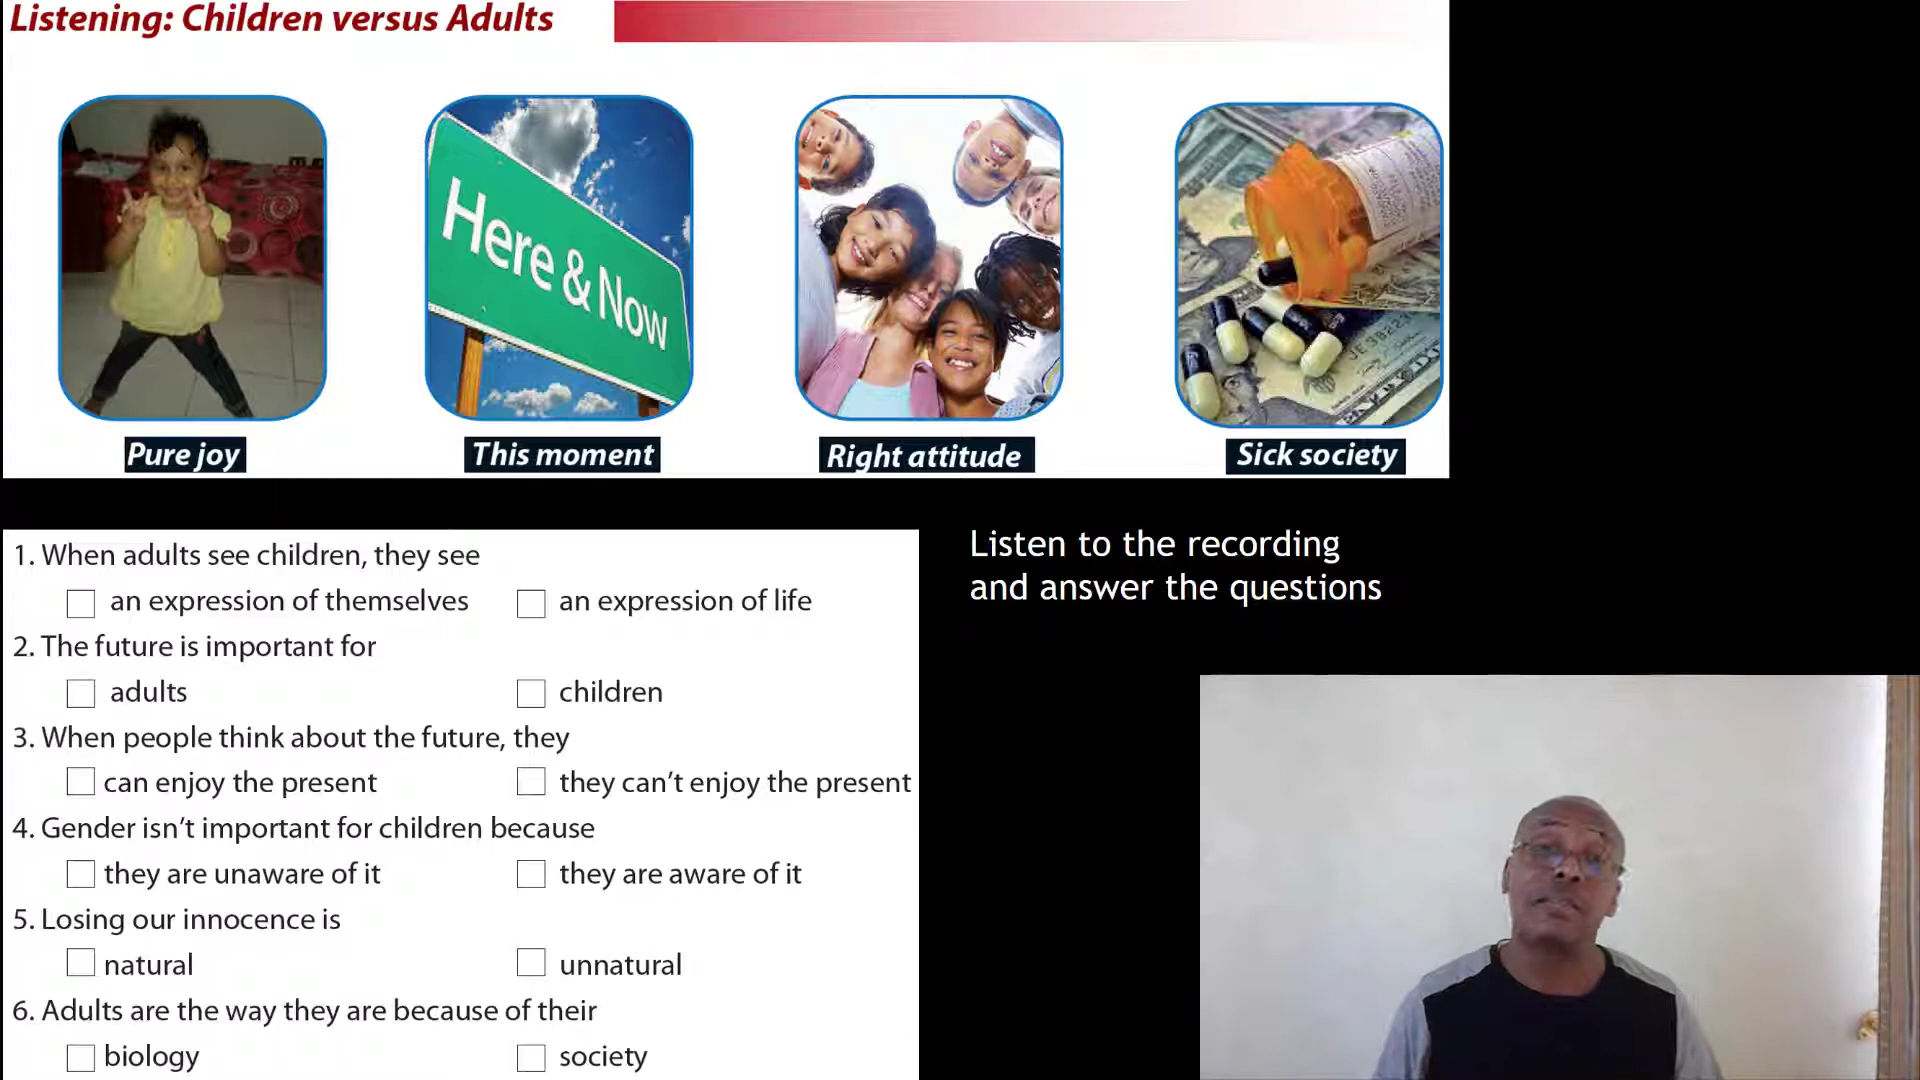 Listening: Children versus Adults
Here & Now
Pure joy
This moment
Right attitude
Sick society
1. When adults see children, they see
an expression of themselves
an expression of life
2. The future is important for
adults
children
3. When people think about the future, they
can enjoy the present
they can’t enjoy the present
4. Gender isn’t important for children because
they are unaware of it
they are aware of it
5. Losing our innocence is
natural
unnatural
6. Adults are the way they are because of their
biology
society
Listen to the recording
and answer the questions